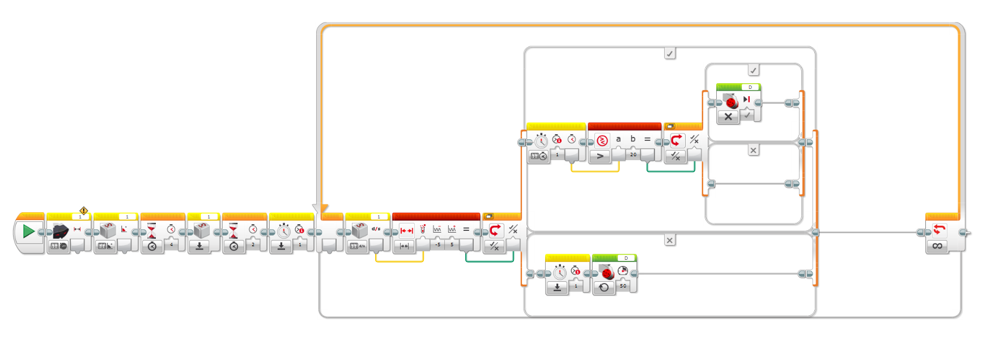 D
a b =
1 > 20
1 1 1
d/s 1
=
4 2 1 d/s -5 5 ∞
D
1 50